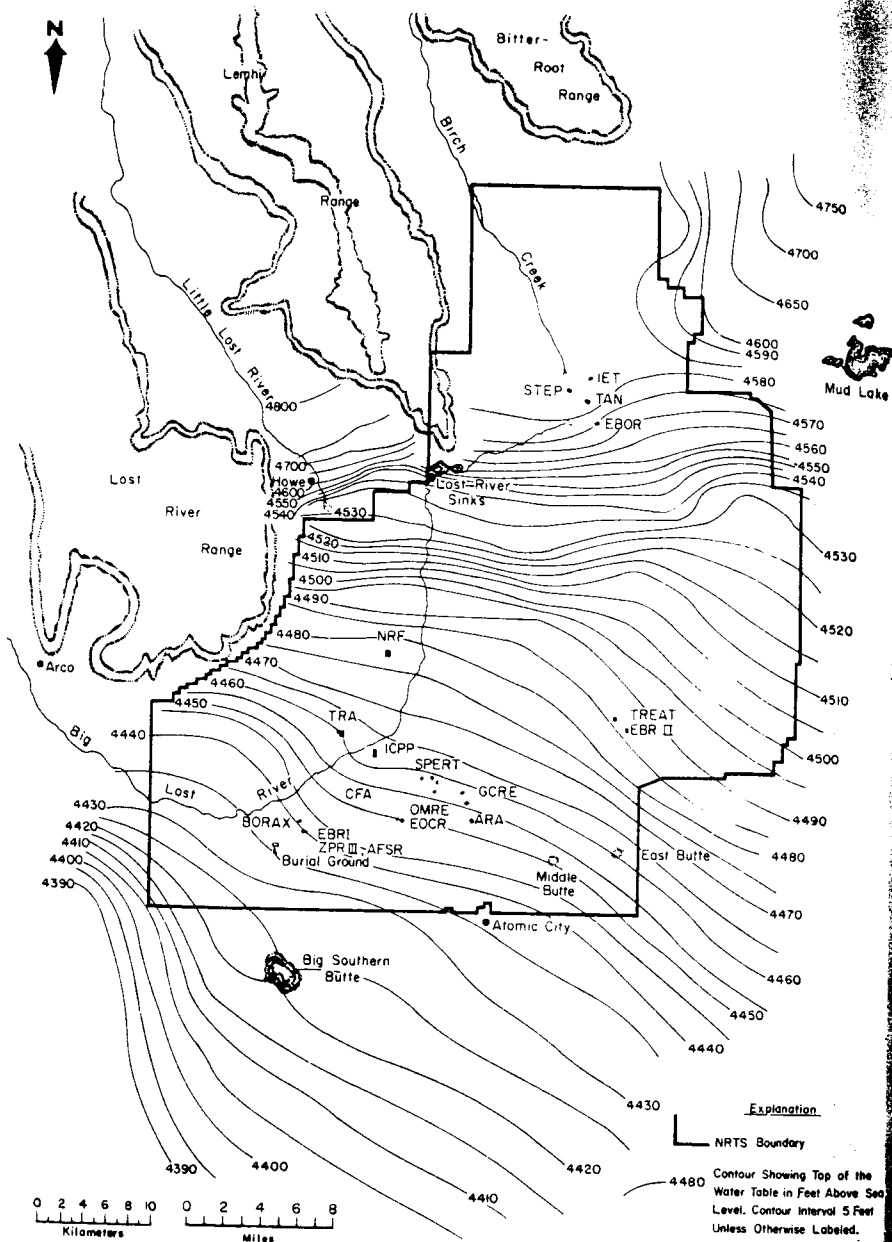 N
Bitter-
Root
Range
Lemhi
Range
Birch
Creek
Little Lost River
4750
4700
4650
4600
4590
4580
Mud Lake
IET
STEP
TAN
EBOR
4570
4560
4550
4540
4800
4700
Howe
4600
4550
4540
4530
Lost River
Sinks
Lost
River
Range
4520
4510
4500
4490
4480
4470
4460
4450
4440
4530
4520
4510
4500
4490
4480
4470
4460
4450
4440
4430
4420
4410
4400
4390
NRF
Arco
TRA
ICPP
TREAT
EBR II
SPERT
GCRE
CFA
OMRE
EOCR
ARA
Big
Lost
River
BORAX
EBRI
ZPR III-AFSR
Burial Ground
Middle
Butte
East Butte
4430
4420
4410
4400
4390
Atomic City
Big Southern
Butte
Explanation
NRTS Boundary
4480 Contour Showing Top of the
Water Table in Feet Above Sea
Level. Contour Interval 5 Feet
Unless Otherwise Labeled.
0 2 4 6 8 10
Kilometers
0 2 4 6 8
Miles